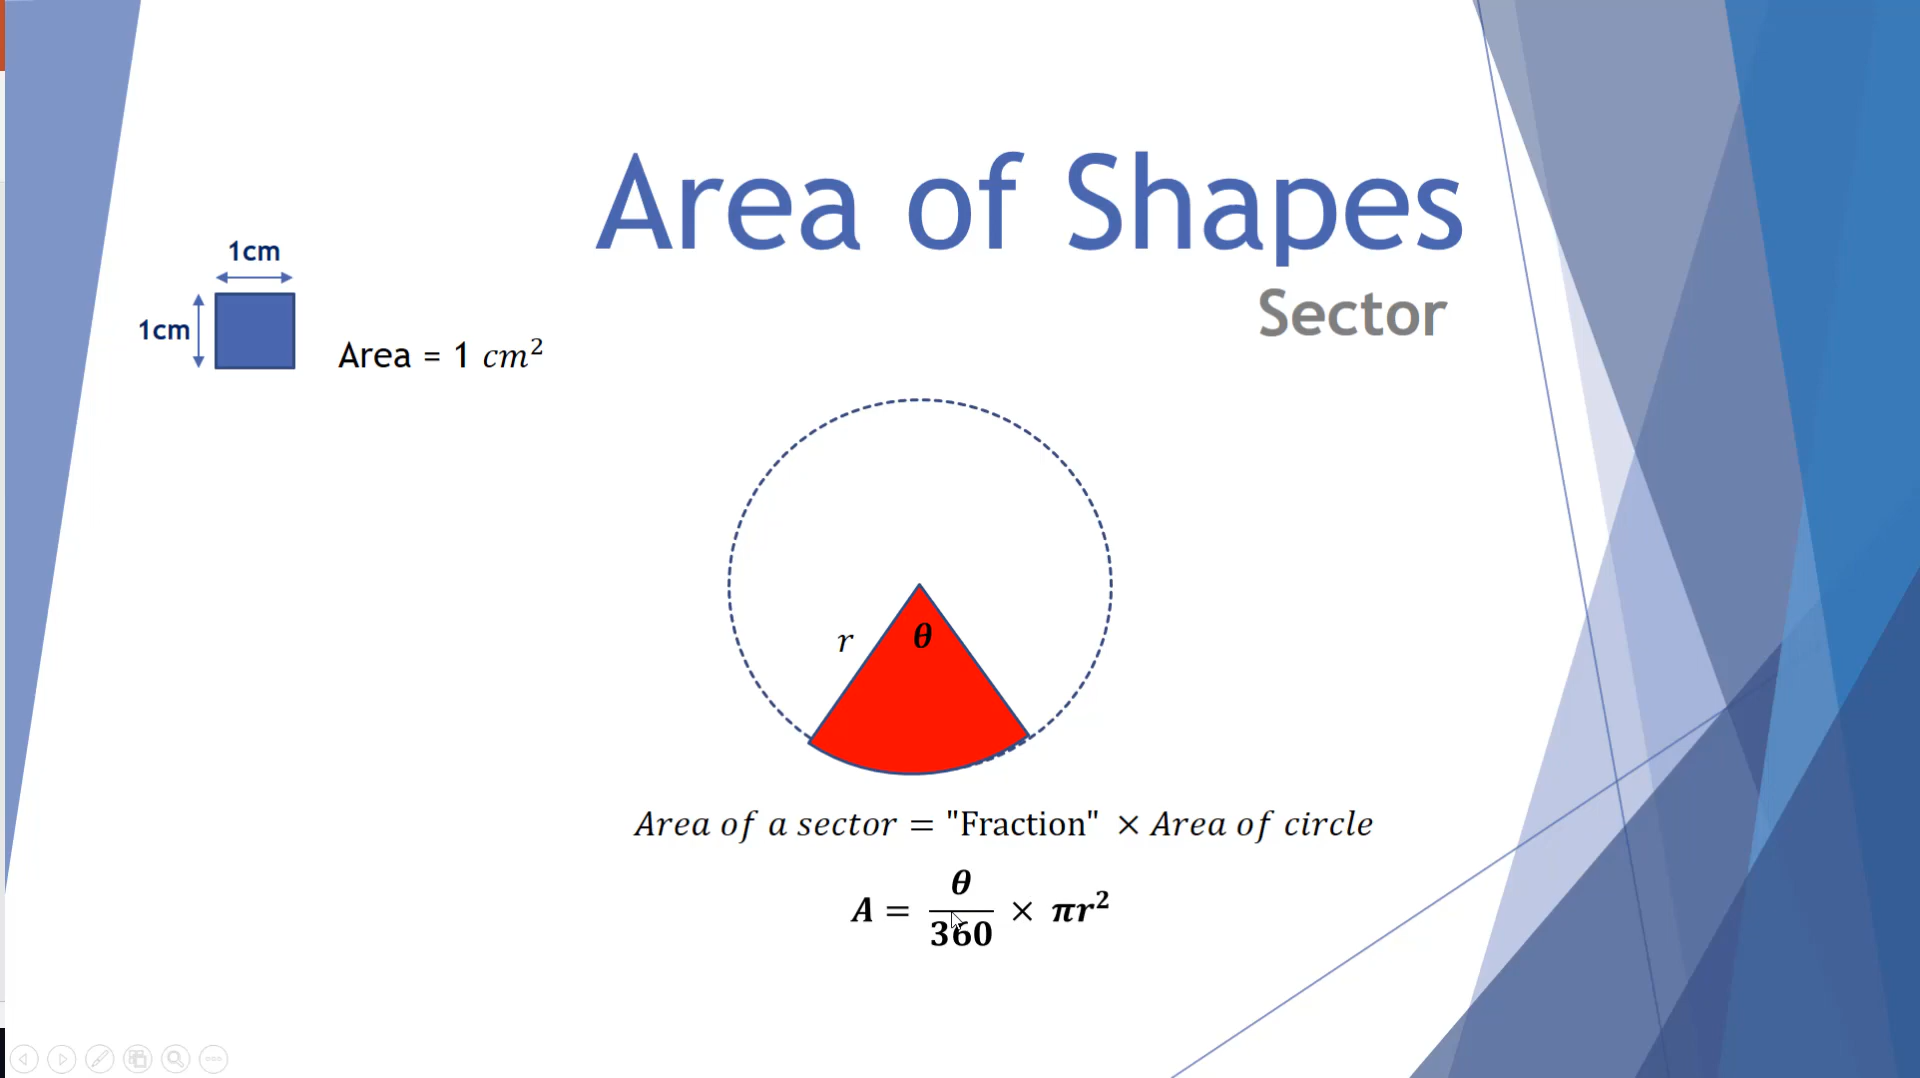 Area of Shapes
Sector
1cm
1cm
Area = 1 cm²
r
θ
Area of a sector = "Fraction" × Area of circle
A = θ/360 × πr²